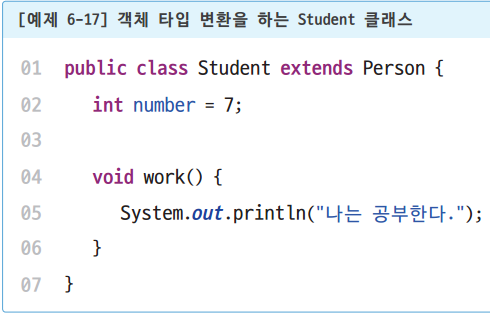 [예제 6-17] 객체 타입 변환을 하는 Student 클래스
01 public class Student extends Person {
02 int number = 7;
03
04 void work() {
05 System.out.println("나는 공부한다.");
06 }
07 }